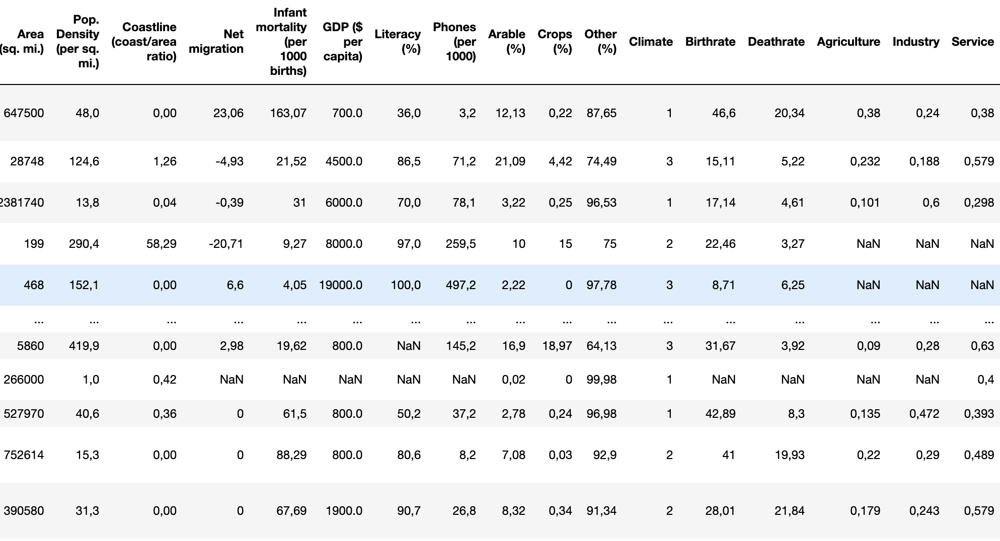 Area (sq. mi.) Pop. Density (per sq. mi.) Coastline (coast/area ratio) Net migration Infant mortality (per 1000 births) GDP ($ per capita) Literacy (%) Phones (per 1000) Arable (%) Crops (%) Other (%) Climate Birthrate Deathrate Agriculture Industry Service
647500 48,0 0,00 23,06 163,07 700.0 36,0 3,2 12,13 0,22 87,65 1 46,6 20,34 0,38 0,24 0,38
28748 124,6 1,26 -4,93 21,52 4500.0 86,5 71,2 21,09 4,42 74,49 3 15,11 5,22 0,232 0,188 0,579
2381740 13,8 0,04 -0,39 31 6000.0 70,0 78,1 3,22 0,25 96,53 1 17,14 4,61 0,101 0,6 0,298
199 290,4 58,29 -20,71 9,27 8000.0 97,0 259,5 10 15 75 2 22,46 3,27 NaN NaN NaN
468 152,1 0,00 6,6 4,05 19000.0 100,0 497,2 2,22 0 97,78 3 8,71 6,25 NaN NaN NaN
... ... ... ... ... ... ... ... ... ... ... ... ... ... ... ... ...
5860 419,9 0,00 2,98 19,62 800.0 NaN 145,2 16,9 18,97 64,13 3 31,67 3,92 0,09 0,28 0,63
266000 1,0 0,42 NaN NaN NaN NaN NaN 0,02 0 99,98 1 NaN NaN NaN NaN 0,4
527970 40,6 0,36 0 61,5 800.0 50,2 37,2 2,78 0,24 96,98 1 42,89 8,3 0,135 0,472 0,393
752614 15,3 0,00 0 88,29 800.0 80,6 8,2 7,08 0,03 92,9 2 41 19,93 0,22 0,29 0,489
390580 31,3 0,00 0 67,69 1900.0 90,7 26,8 8,32 0,34 91,34 2 28,01 21,84 0,179 0,243 0,579